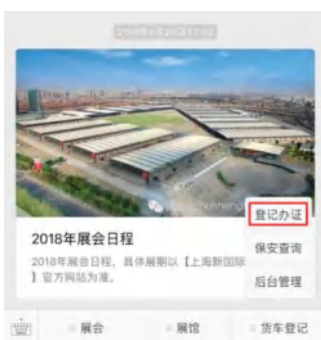 登记办证
2018年展会日程
保安查询
2018年展会日程，具体展期以【上海新国际
】官方网站为准。
后台管理
展会
展馆
货车登记